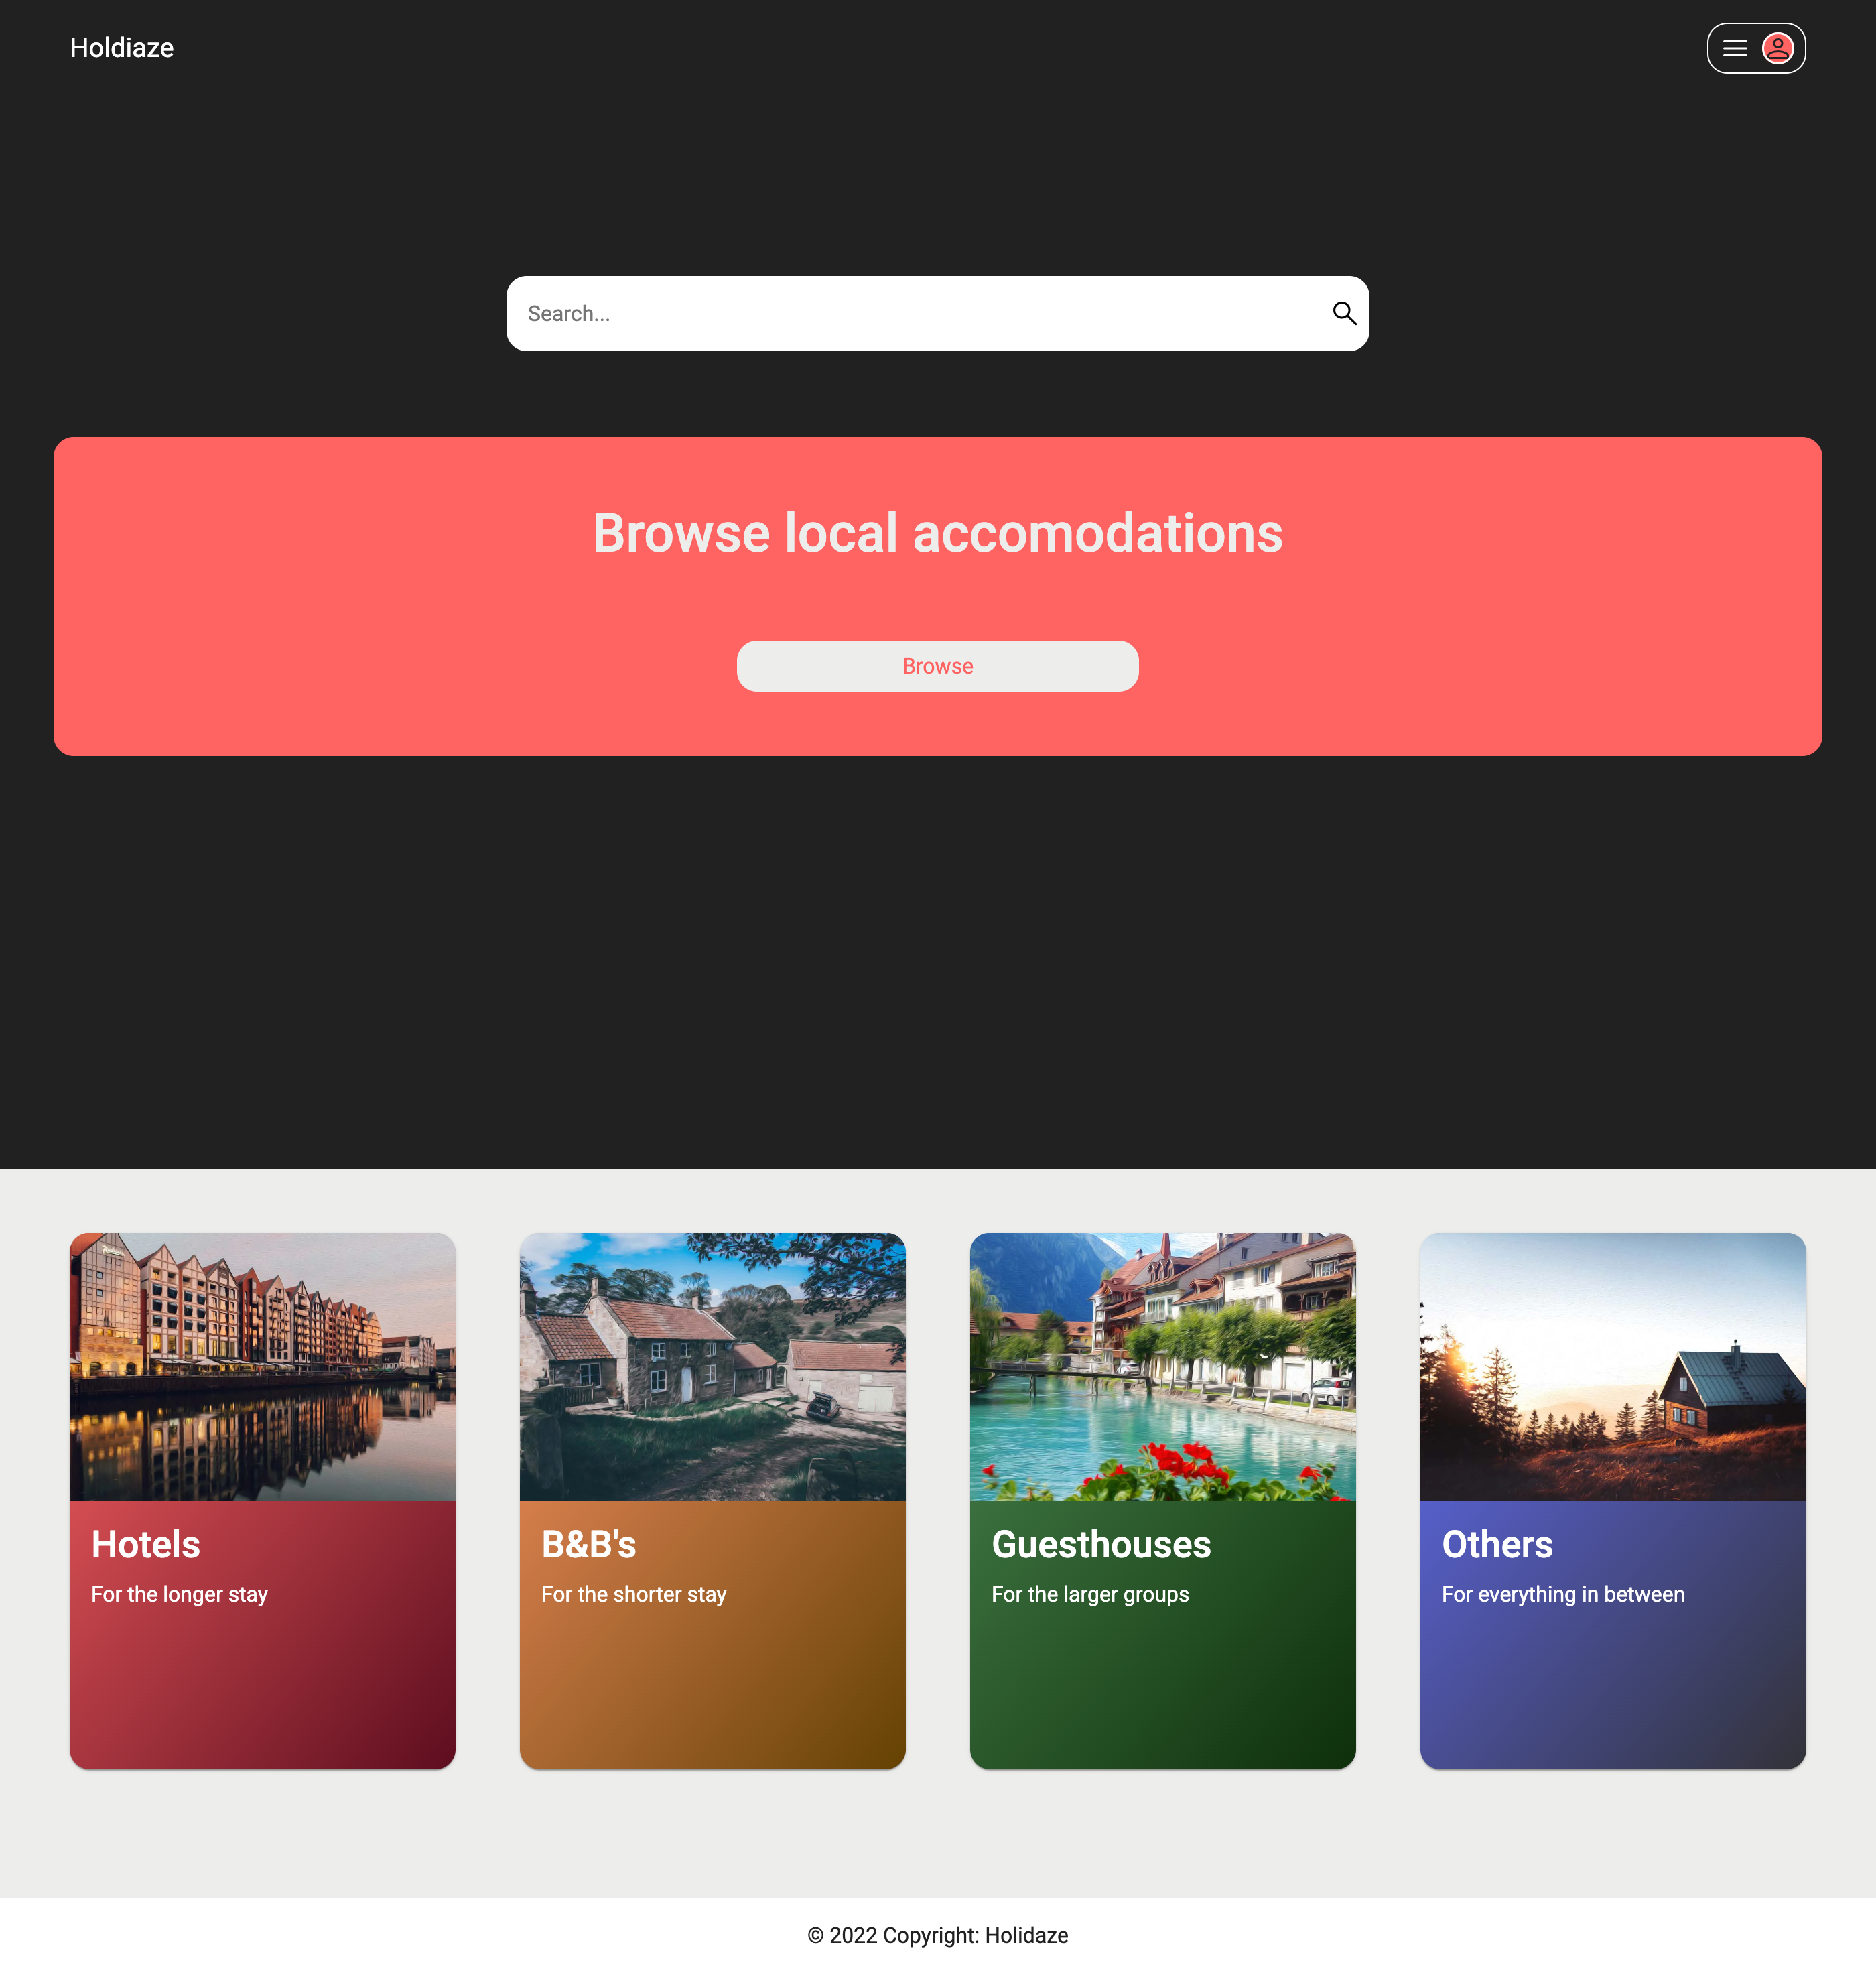 Holdiaze
Search...
Browse local accomodations
Browse
Hotels
For the longer stay
B&B's
For the shorter stay
Guesthouses
For the larger groups
Others
For everything in between
© 2022 Copyright: Holidaze